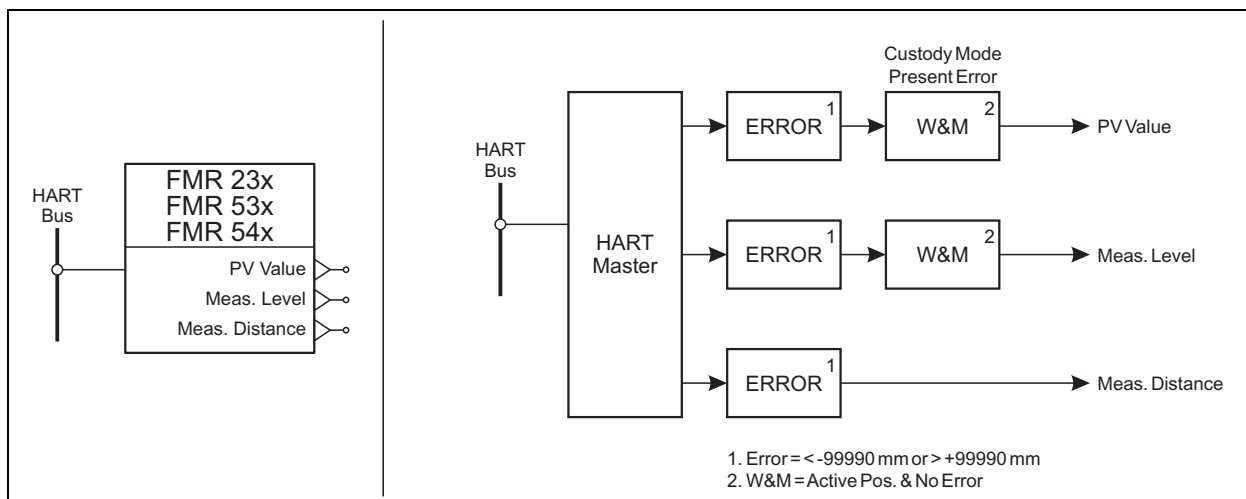 HART
Bus
FMR 23x
FMR 53x
FMR 54x
PV Value
Meas. Level
Meas. Distance
HART
Bus
HART
Master
Custody Mode
Present Error
ERROR 1
W&M 2
PV Value
ERROR 1
W&M 2
Meas. Level
ERROR 1
Meas. Distance
1. Error = < -99990 mm or > +99990 mm
2. W&M = Active Pos. & No Error